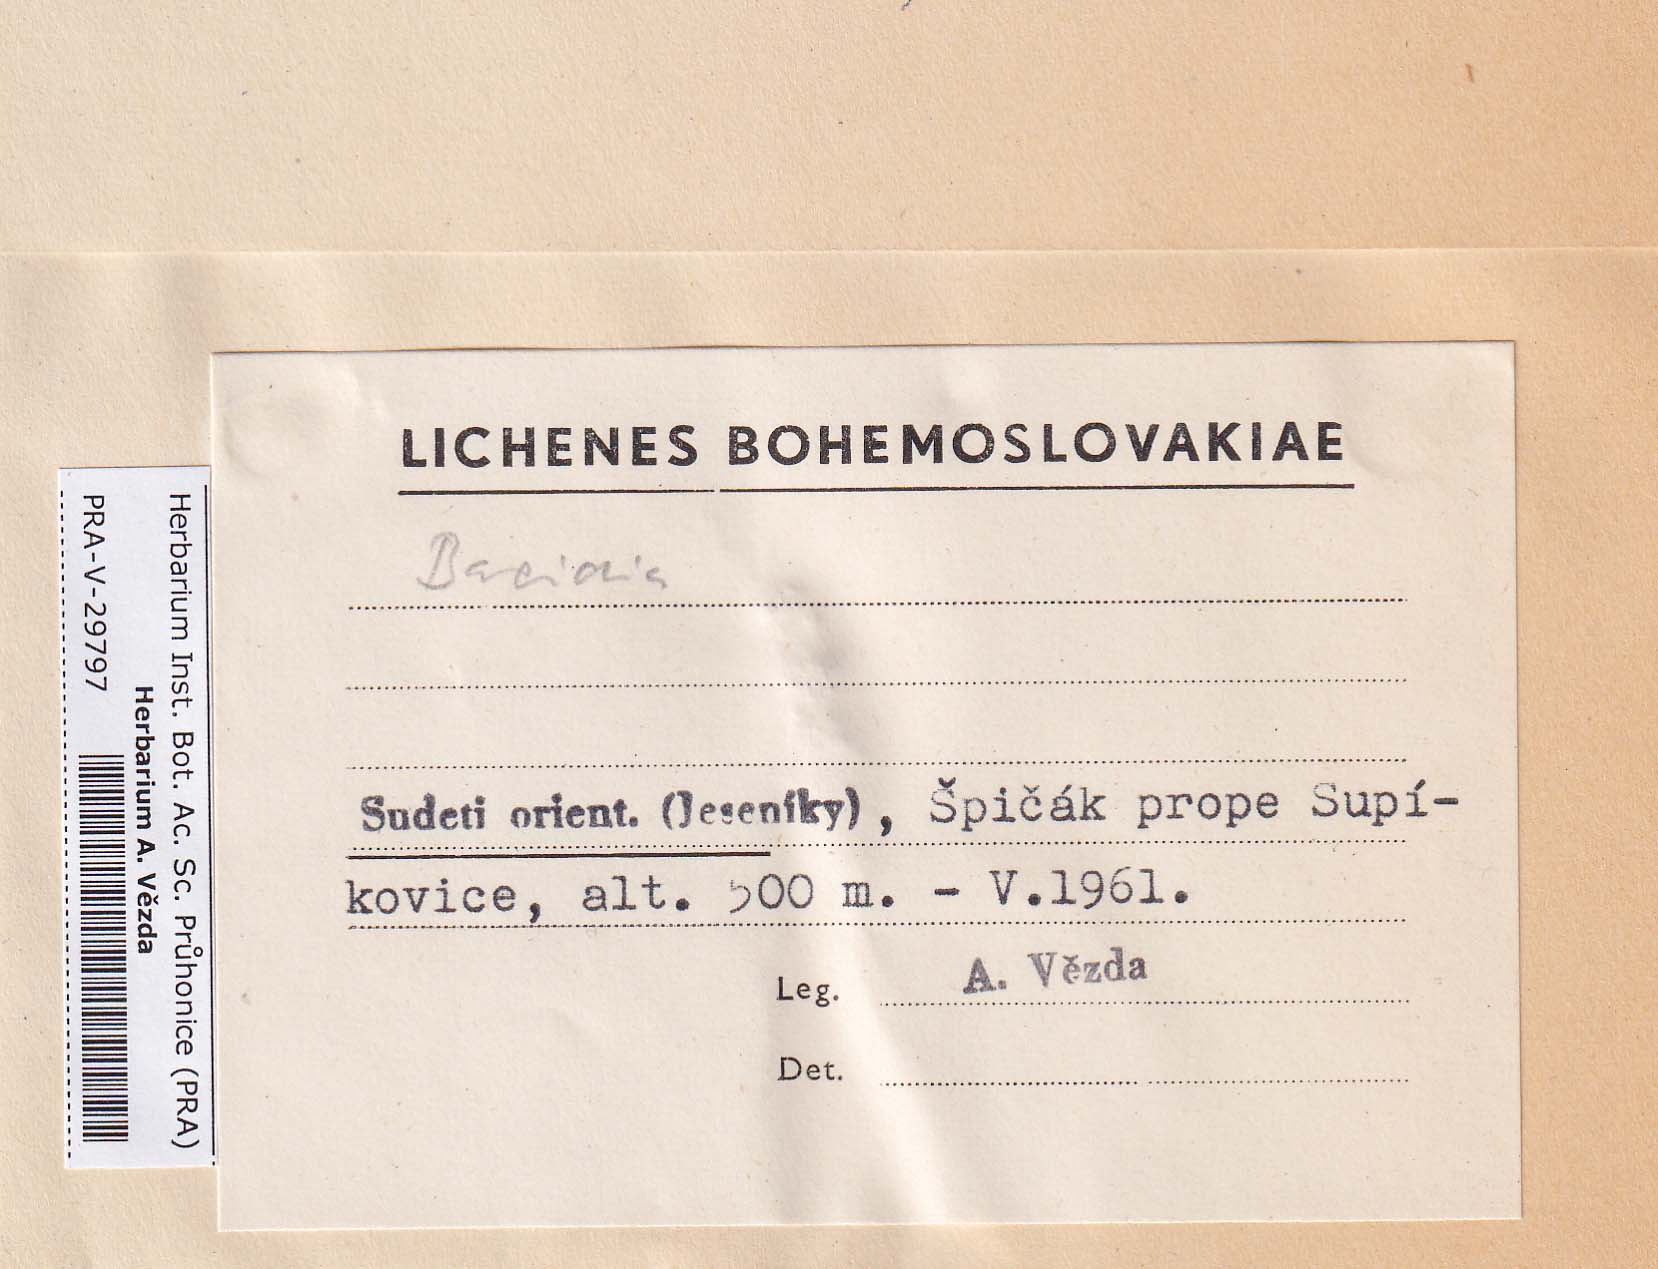 LICHENES BOHEMOSLOVAKIAE
Bacidia
Sudeti orient. (Jeseníky), Špičák prope Supí-
kovice, alt. 500 m. - V.1961.
Leg. A. Vězda
Det.
Herbarium Inst. Bot. Ac. Sc. Průhonice (PRA)
Herbarium A. Vězda
PRA-V-29797